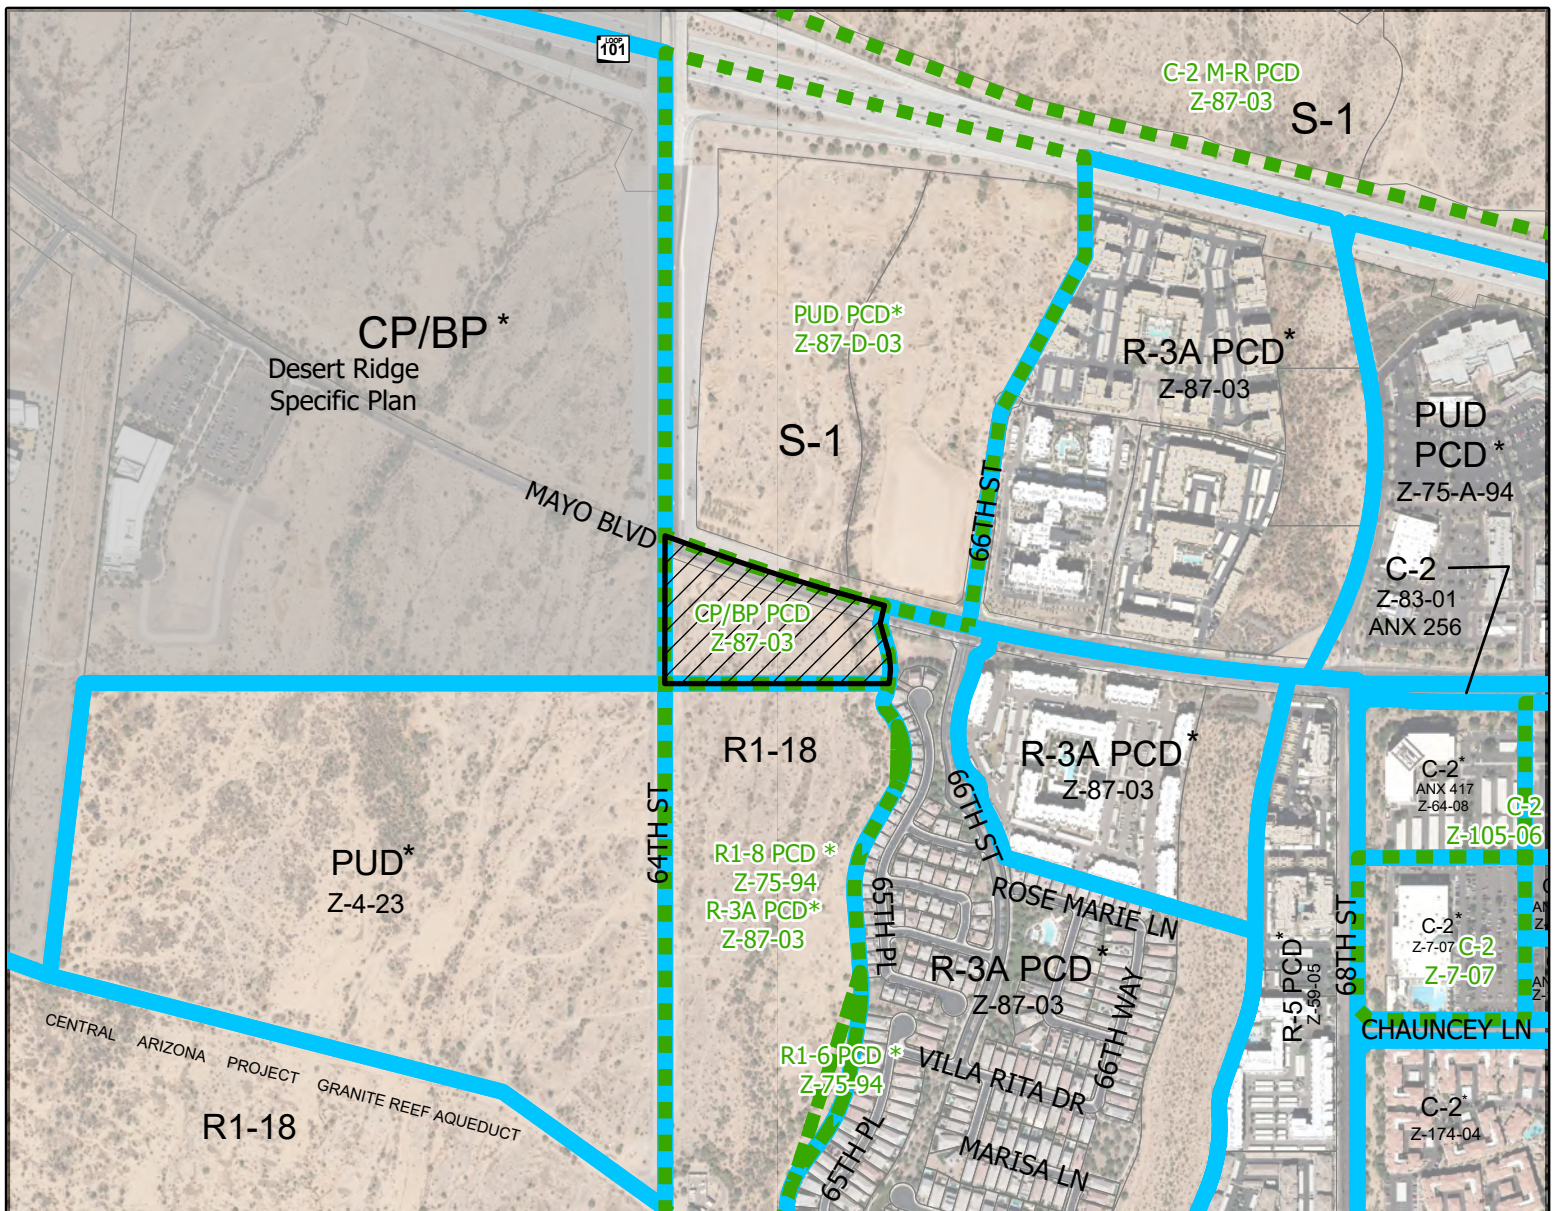 LOOP
101
C-2 M-R PCD
Z-87-03
S-1
CP/BP *
Desert Ridge
Specific Plan
PUD PCD*
Z-87-D-03
S-1
R-3A PCD*
Z-87-03
PUD
PCD *
Z-75-A-94
MAYO BLVD
66TH ST
C-2
Z-83-01
ANX 256
CP/BP PCD
Z-87-03
R1-18
R-3A PCD *
Z-87-03
64TH ST
66TH ST
C-2*
ANX 417
Z-64-08
C-2
Z-105-06
PUD*
Z-4-23
R1-8 PCD *
Z-75-94
R-3A PCD*
Z-87-03
65TH PL
ROSE MARIE LN
R-3A PCD *
Z-87-03
66TH WAY
R-5 PCD*
Z-59-05
68TH ST
C-2*
Z-7-07
C-2
Z-7-07
CHAUNCEY LN
CENTRAL ARIZONA PROJECT GRANITE REEF AQUEDUCT
R1-18
R1-6 PCD *
Z-75-94
VILLA RITA DR
65TH PL
MARISA LN
C-2*
Z-174-04